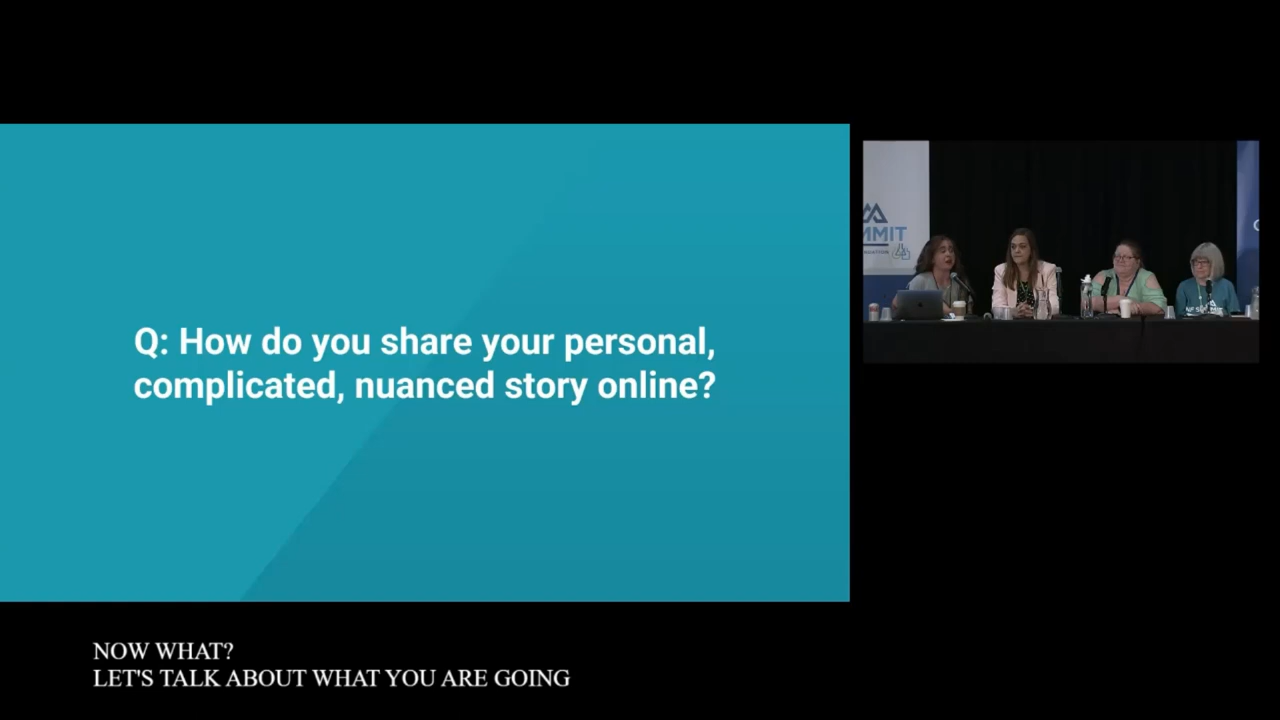 Q: How do you share your personal,
complicated, nuanced story online?
NOW WHAT?
LET'S TALK ABOUT WHAT YOU ARE GOING